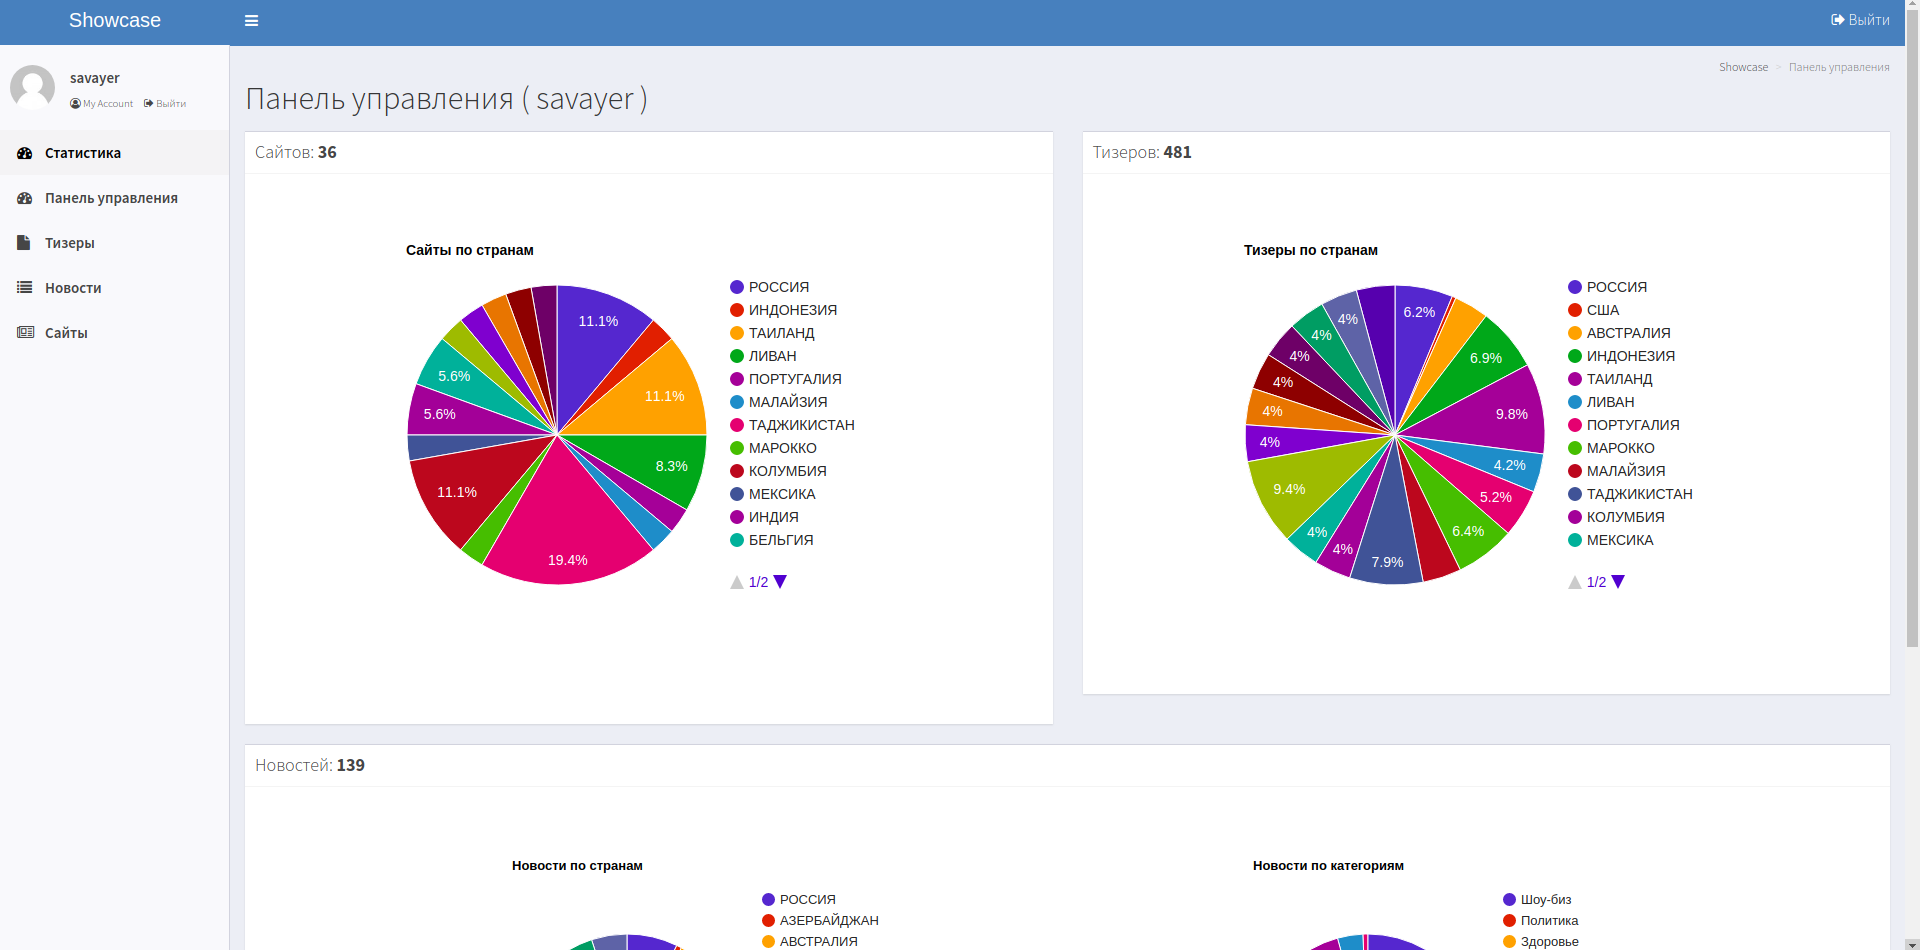 Showcase
Выйти
savayer
My Account Выйти
Статистика
Панель управления
Тизеры
Новости
Сайты
Showcase > Панель управления
Панель управления ( savayer )
Сайтов: 36
Сайты по странам
11.1%
11.1%
8.3%
19.4%
11.1%
5.6%
5.6%
РОССИЯ
ИНДОНЕЗИЯ
ТАИЛАНД
ЛИВАН
ПОРТУГАЛИЯ
МАЛАЙЗИЯ
ТАДЖИКИСТАН
МАРОККО
КОЛУМБИЯ
МЕКСИКА
ИНДИЯ
БЕЛЬГИЯ
1/2
Тизеров: 481
Тизеры по странам
6.2%
6.9%
9.8%
4.2%
5.2%
6.4%
7.9%
4%
4%
9.4%
4%
4%
4%
4%
4%
4%
РОССИЯ
США
АВСТРАЛИЯ
ИНДОНЕЗИЯ
ТАИЛАНД
ЛИВАН
ПОРТУГАЛИЯ
МАРОККО
МАЛАЙЗИЯ
ТАДЖИКИСТАН
КОЛУМБИЯ
МЕКСИКА
1/2
Новостей: 139
Новости по странам
РОССИЯ
АЗЕРБАЙДЖАН
АВСТРАЛИЯ
Новости по категориям
Шоу-биз
Политика
Здоровье